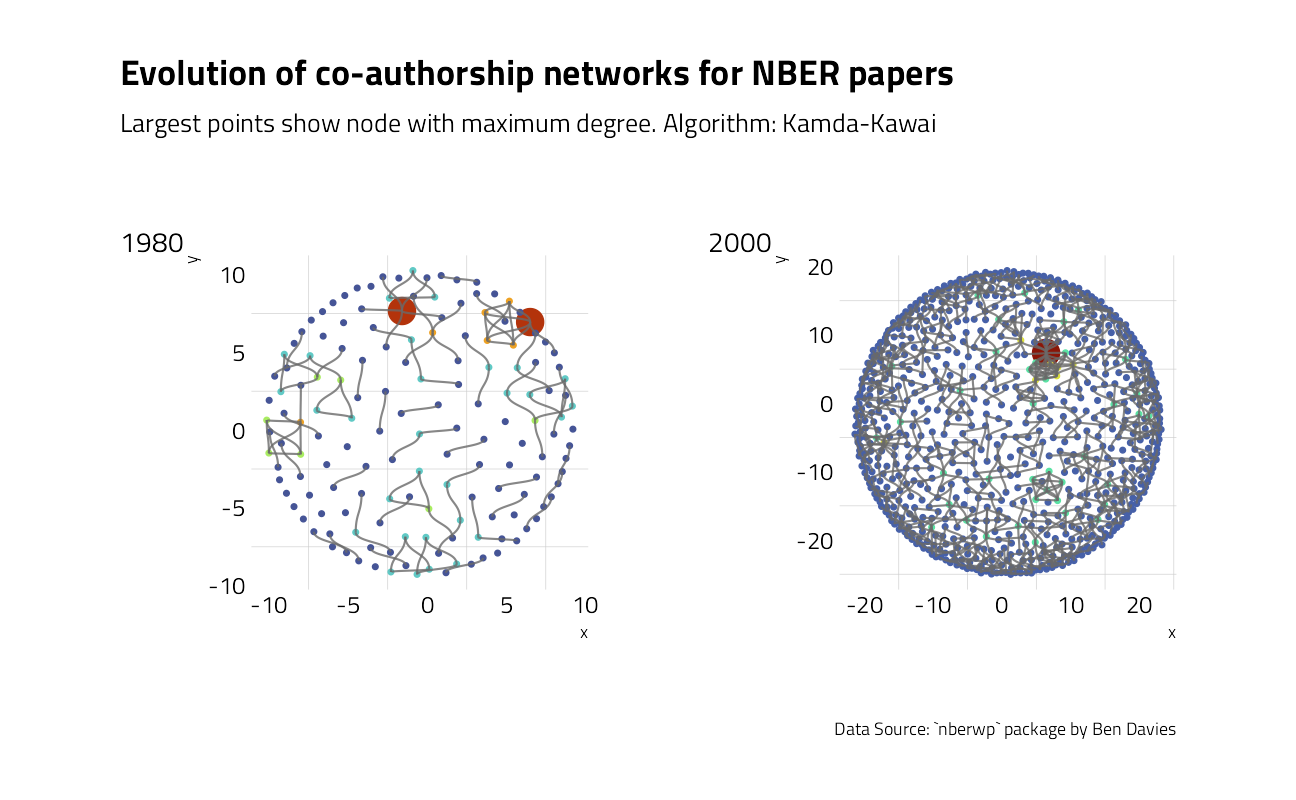 Evolution of co-authorship networks for NBER papers
Largest points show node with maximum degree. Algorithm: Kamda-Kawai
1980
y
10
5
0
-5
-10
-10 -5 0 5 10
x
2000
y
20
10
0
-10
-20
-20 -10 0 10 20
x
Data Source: `nberwp` package by Ben Davies